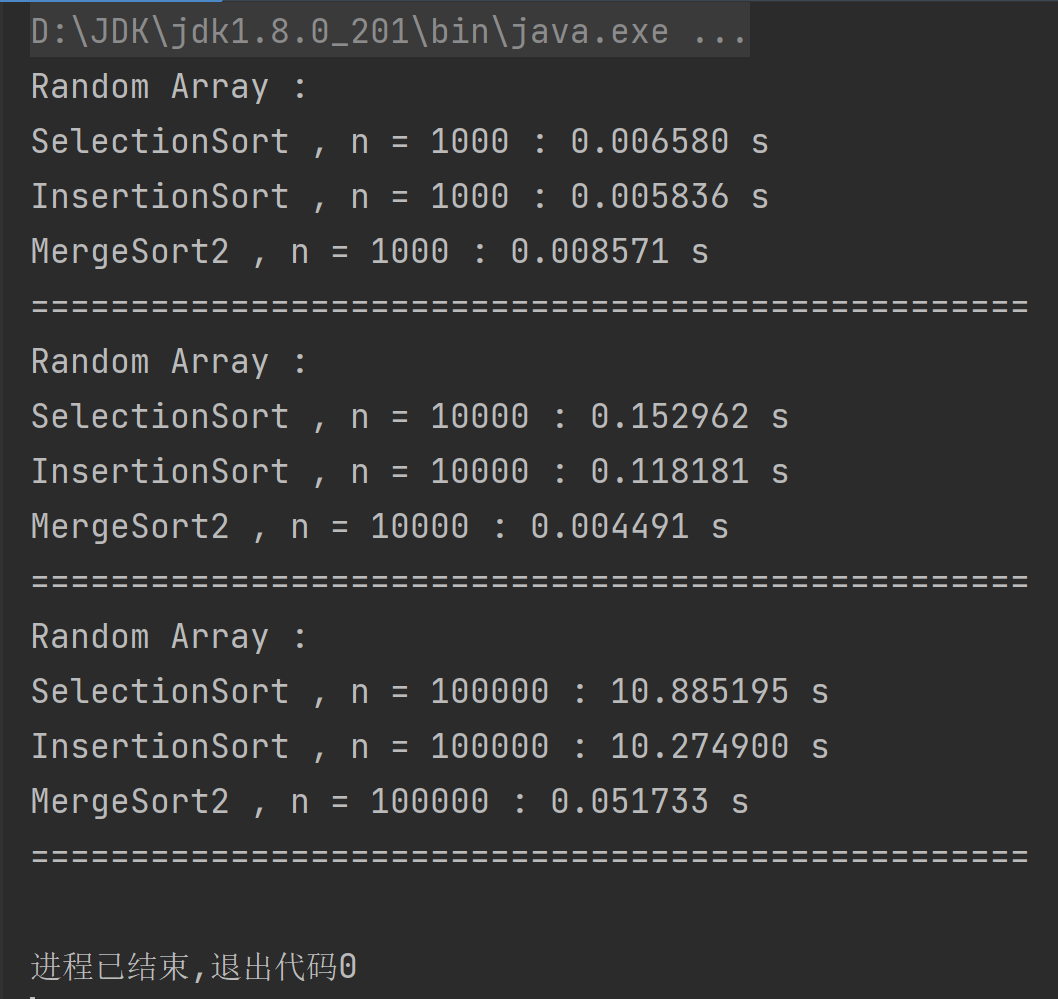 D:\JDK\jdk1.8.0_201\bin\java.exe ...
Random Array :
SelectionSort , n = 1000 : 0.006580 s
InsertionSort , n = 1000 : 0.005836 s
MergeSort2 , n = 1000 : 0.008571 s
==================================================
Random Array :
SelectionSort , n = 10000 : 0.152962 s
InsertionSort , n = 10000 : 0.118181 s
MergeSort2 , n = 10000 : 0.004491 s
==================================================
Random Array :
SelectionSort , n = 100000 : 10.885195 s
InsertionSort , n = 100000 : 10.274900 s
MergeSort2 , n = 100000 : 0.051733 s
==================================================
进程已结束,退出代码0